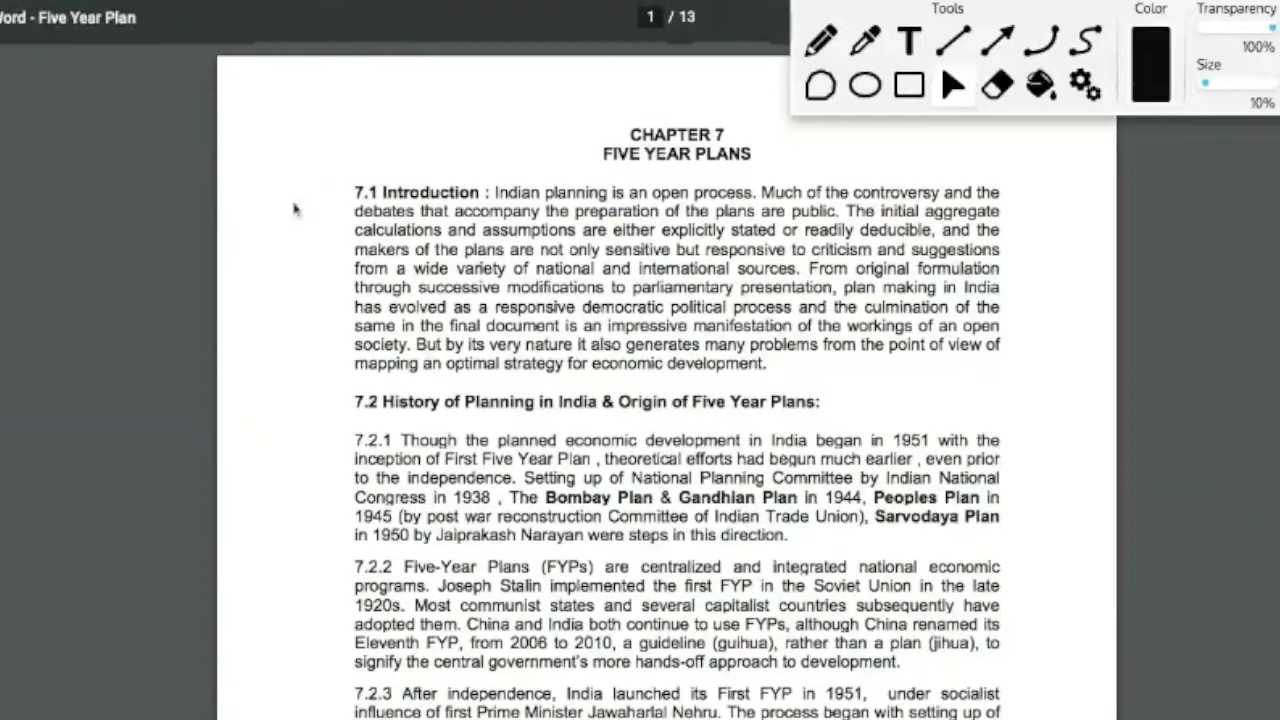 Word - Five Year Plan
1 / 13
Tools
Color
Transparency
100%
Size
10%
T
CHAPTER 7
FIVE YEAR PLANS
7.1 Introduction : Indian planning is an open process. Much of the controversy and the
debates that accompany the preparation of the plans are public. The initial aggregate
calculations and assumptions are either explicitly stated or readily deducible, and the
makers of the plans are not only sensitive but responsive to criticism and suggestions
from a wide variety of national and international sources. From original formulation
through successive modifications to parliamentary presentation, plan making in India
has evolved as a responsive democratic political process and the culmination of the
same in the final document is an impressive manifestation of the workings of an open
society. But by its very nature it also generates many problems from the point of view of
mapping an optimal strategy for economic development.
7.2 History of Planning in India & Origin of Five Year Plans:
7.2.1 Though the planned economic development in India began in 1951 with the
inception of First Five Year Plan , theoretical efforts had begun much earlier , even prior
to the independence. Setting up of National Planning Committee by Indian National
Congress in 1938 , The Bombay Plan & Gandhian Plan in 1944, Peoples Plan in
1945 (by post war reconstruction Committee of Indian Trade Union), Sarvodaya Plan
in 1950 by Jaiprakash Narayan were steps in this direction.
7.2.2 Five-Year Plans (FYPs) are centralized and integrated national economic
programs. Joseph Stalin implemented the first FYP in the Soviet Union in the late
1920s. Most communist states and several capitalist countries subsequently have
adopted them. China and India both continue to use FYPs, although China renamed its
Eleventh FYP, from 2006 to 2010, a guideline (guihua), rather than a plan (jihua), to
signify the central government's more hands-off approach to development.
7.2.3 After independence, India launched its First FYP in 1951, under socialist
influence of first Prime Minister Jawaharlal Nehru. The process began with setting up of